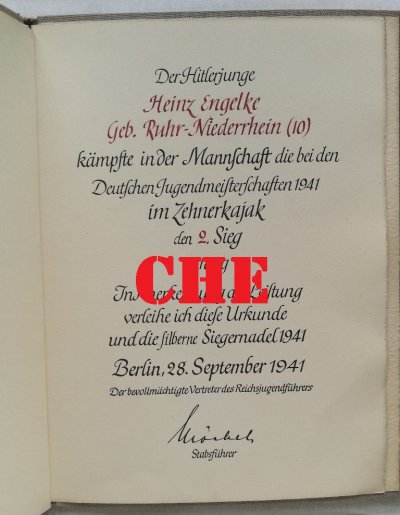 Der Hitlerjunge
Heinz Engelke
Geb. Ruhr-Niederrhein (10)
kämpfte in der Mannſchaft die bei den
Deutſchen Jugendmeiſterſchaften 1941
im Zehnerkajak
den 2. Sieg
CHE
verleihe ich dieſe Urkunde
und die ſilberne Siegernadel 1941
Berlin, 28. September 1941
Der bevollmächtigte Vertreter des Reichsjugendführers
Stabsführer